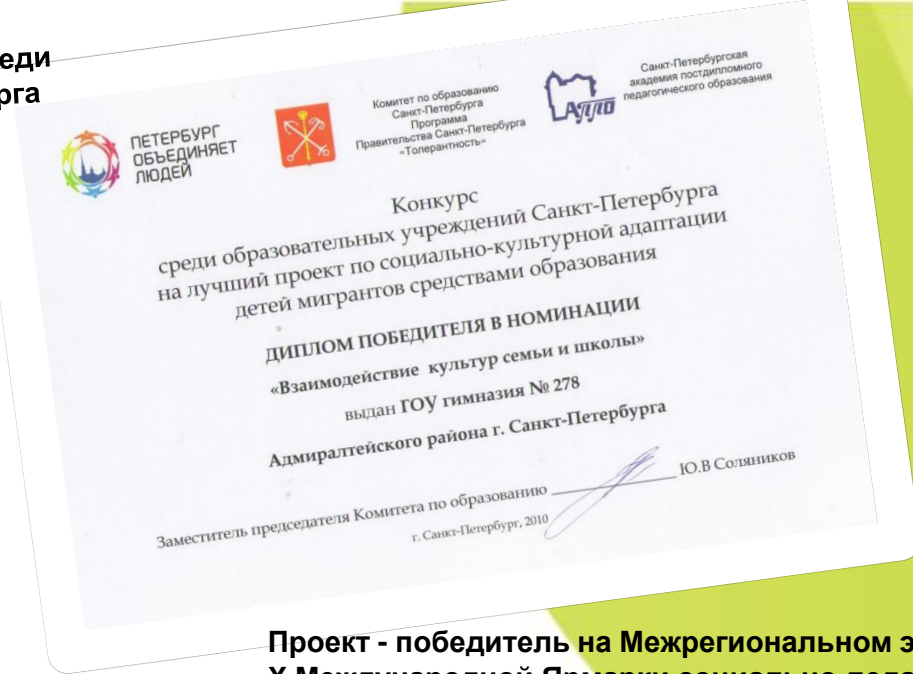 еди
рга
ПЕТЕРБУРГ
ОБЪЕДИНЯЕТ
ЛЮДЕЙ
Комитет по образованию
Санкт-Петербурга
Программа
Правительства Санкт-Петербурга
«Толерантность»
АППО
Санкт-Петербургская
академия постдипломного
педагогического образования
Конкурс
среди образовательных учреждений Санкт-Петербурга
на лучший проект по социально-культурной адаптации
детей мигрантов средствами образования
ДИПЛОМ ПОБЕДИТЕЛЯ В НОМИНАЦИИ
«Взаимодействие культур семьи и школы»
выдан ГОУ гимназия № 278
Адмиралтейского района г. Санкт-Петербурга
Заместитель председателя Комитета по образованию Ю.В Соляников
г. Санкт-Петербург, 2010
Проект - победитель на Межрегиональном э